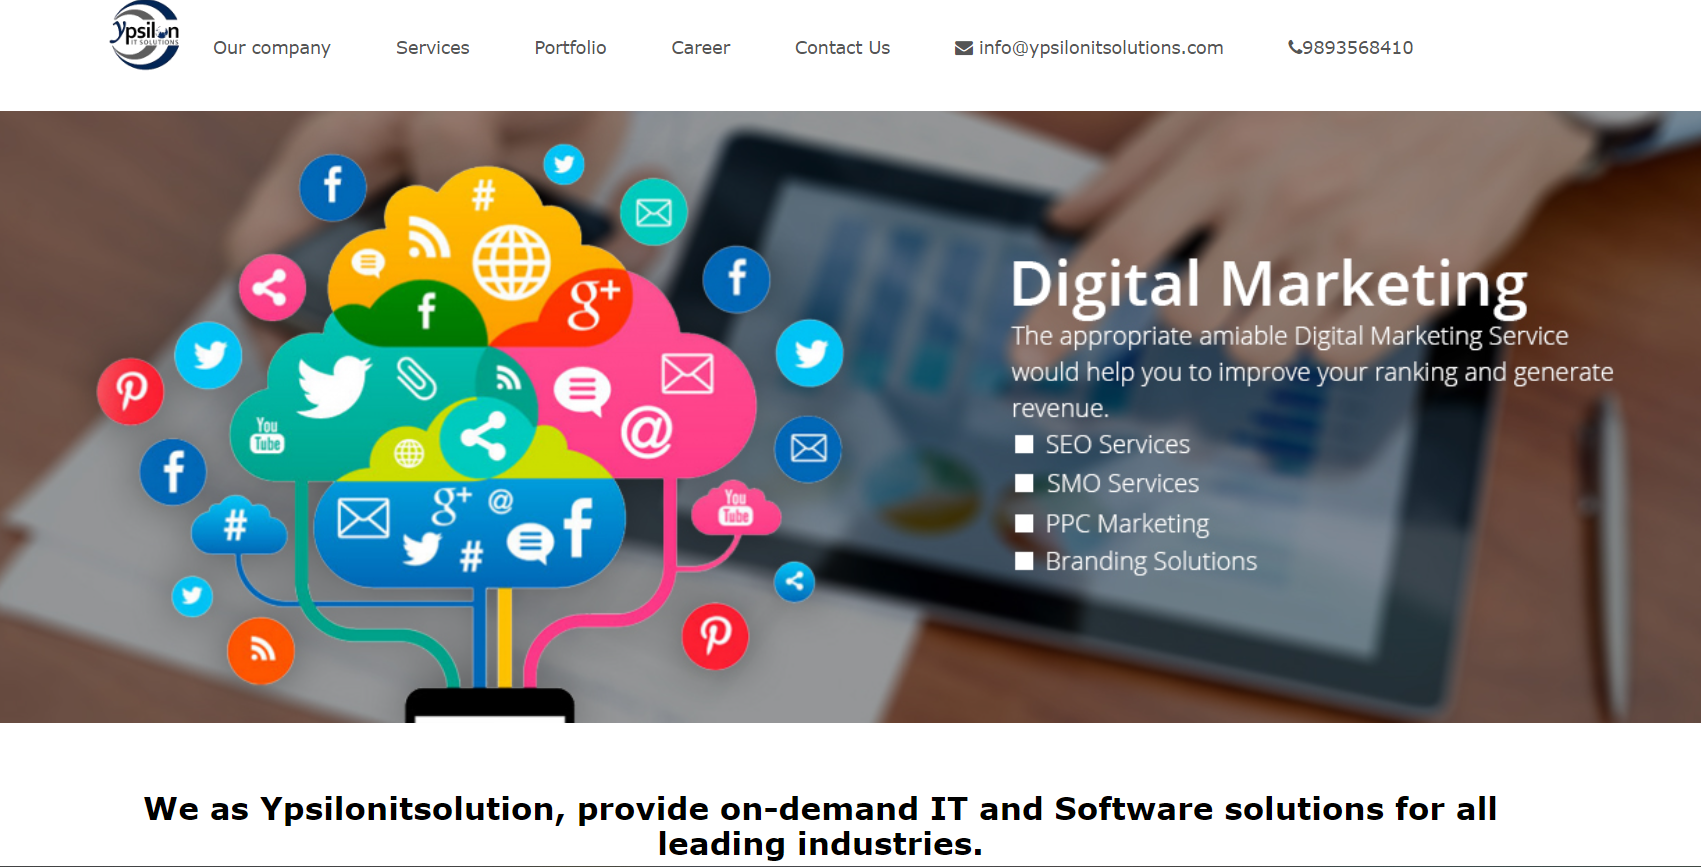 Ypsilon
IT SOLUTIONS
Our company
Services
Portfolio
Career
Contact Us
info@ypsilonitsolutions.com
9893568410
#
f
g+
f
You
Tube
@
g+
@
#
f
f
f
f
#
You
Tube
Digital Marketing
The appropriate amiable Digital Marketing Service
would help you to improve your ranking and generate
revenue.
SEO Services
SMO Services
PPC Marketing
Branding Solutions
We as Ypsilonitsolution, provide on-demand IT and Software solutions for all
leading industries.